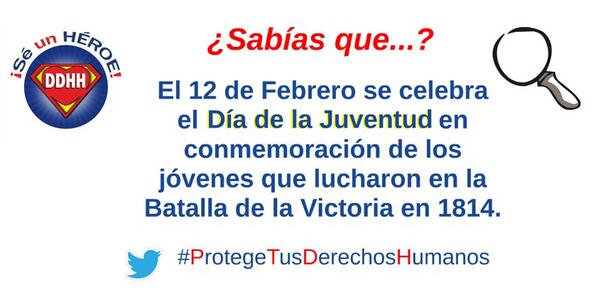 ¡Sé un HÉROE!
DDHH
¿Sabías que...?
El 12 de Febrero se celebra
el Día de la Juventud en
conmemoración de los
jóvenes que lucharon en la
Batalla de la Victoria en 1814.
#ProtegeTusDerechosHumanos